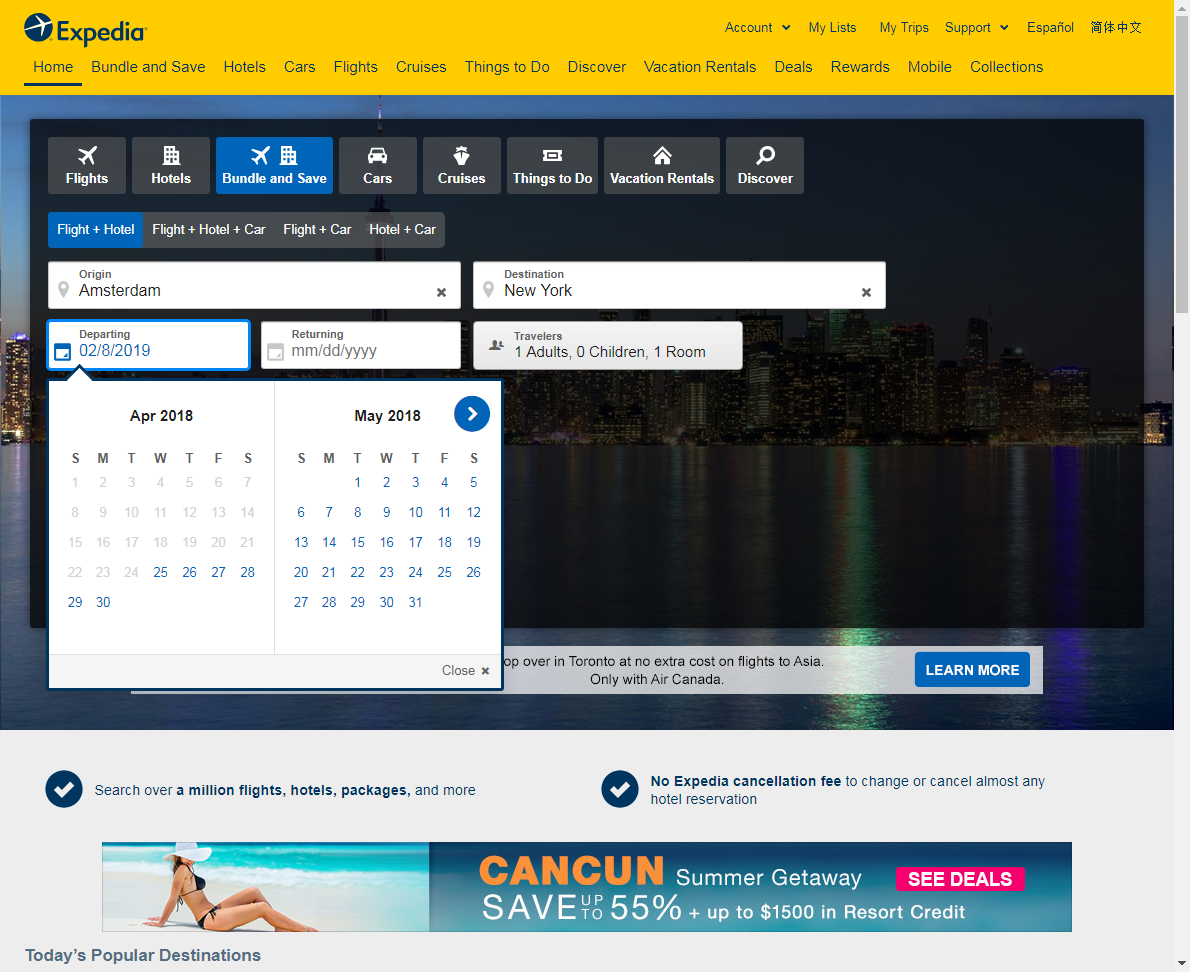 Expedia
Account My Lists My Trips Support Español 简体中文
Home Bundle and Save Hotels Cars Flights Cruises Things to Do Discover Vacation Rentals Deals Rewards Mobile Collections
Flights Hotels Bundle and Save Cars Cruises Things to Do Vacation Rentals Discover
Flight + Hotel Flight + Hotel + Car Flight + Car Hotel + Car
Origin
Amsterdam
Destination
New York
Departing
02/8/2019
Returning
mm/dd/yyyy
Travelers
1 Adults, 0 Children, 1 Room
Apr 2018
S M T W T F S
1 2 3 4 5 6 7
8 9 10 11 12 13 14
15 16 17 18 19 20 21
22 23 24 25 26 27 28
29 30
May 2018
S M T W T F S
1 2 3 4 5
6 7 8 9 10 11 12
13 14 15 16 17 18 19
20 21 22 23 24 25 26
27 28 29 30 31
Close
over in Toronto at no extra cost on flights to Asia.
Only with Air Canada.
LEARN MORE
Search over a million flights, hotels, packages, and more
No Expedia cancellation fee to change or cancel almost any
hotel reservation
CANCUN Summer Getaway
SEE DEALS
SAVE UP TO 55% + up to $1500 in Resort Credit
Today's Popular Destinations